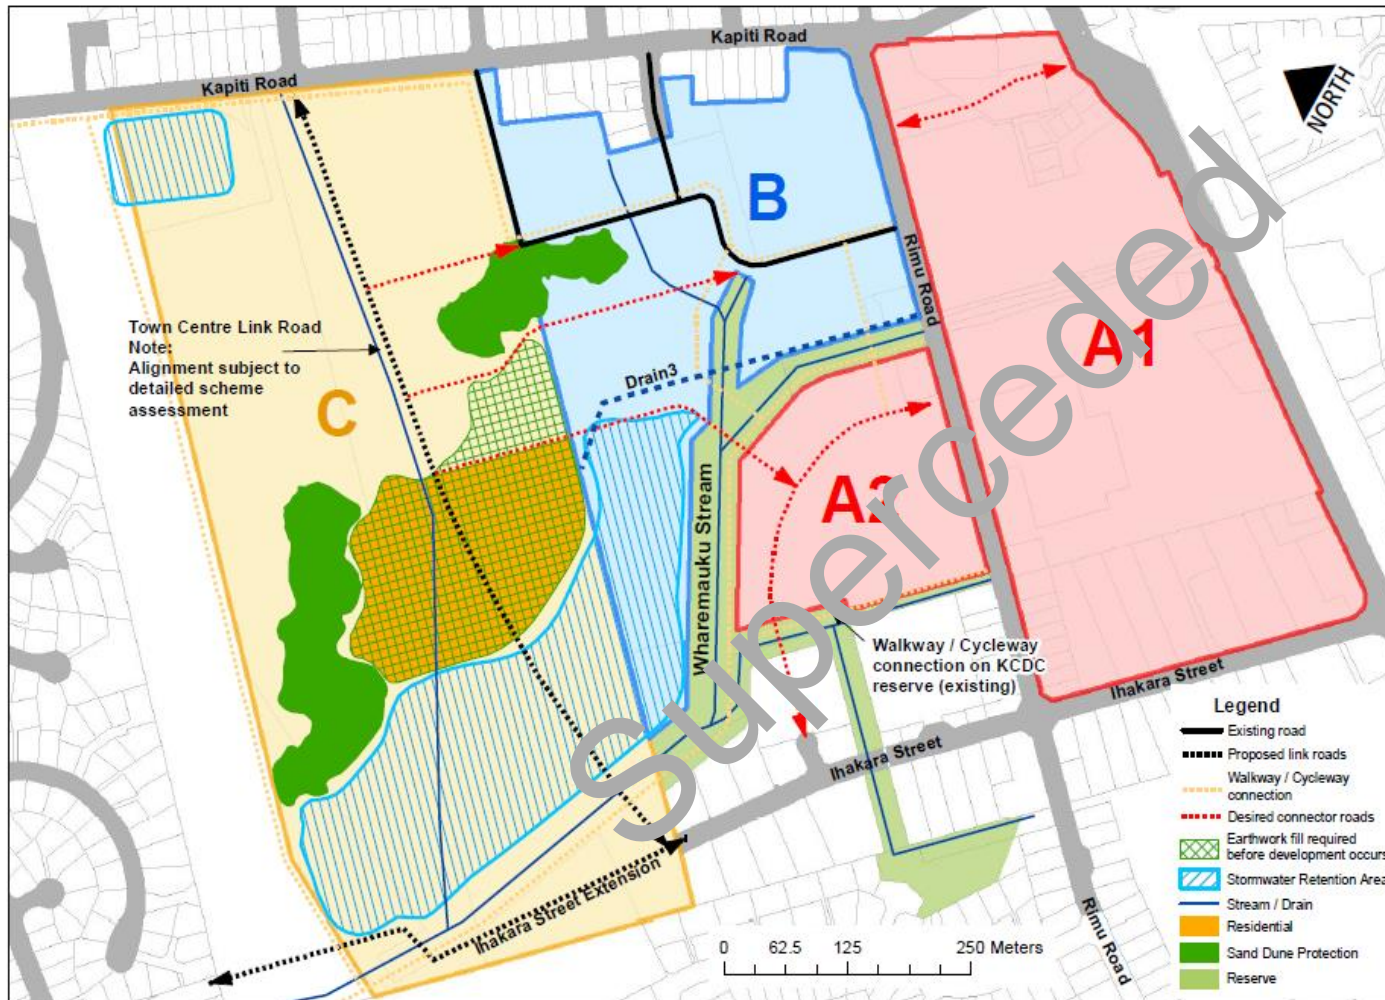 Kapiti Road
Kapiti Road
NORTH
B
Rimu Road
A1
Town Centre Link Road
Note:
Alignment subject to
detailed scheme
assessment
C
Drain3
A2
Wharemauku Stream
Walkway / Cycleway
connection on KCDC
reserve (existing)
Ihakara Street
Ihakara Street
Ihakara Street Extension
Rimu Road
Superceded
0 62.5 125 250 Meters
Legend
Existing road
Proposed link roads
Walkway / Cycleway
connection
Desired connector roads
Earthwork fill required
before development occurs
Stormwater Retention Area
Stream / Drain
Residential
Sand Dune Protection
Reserve